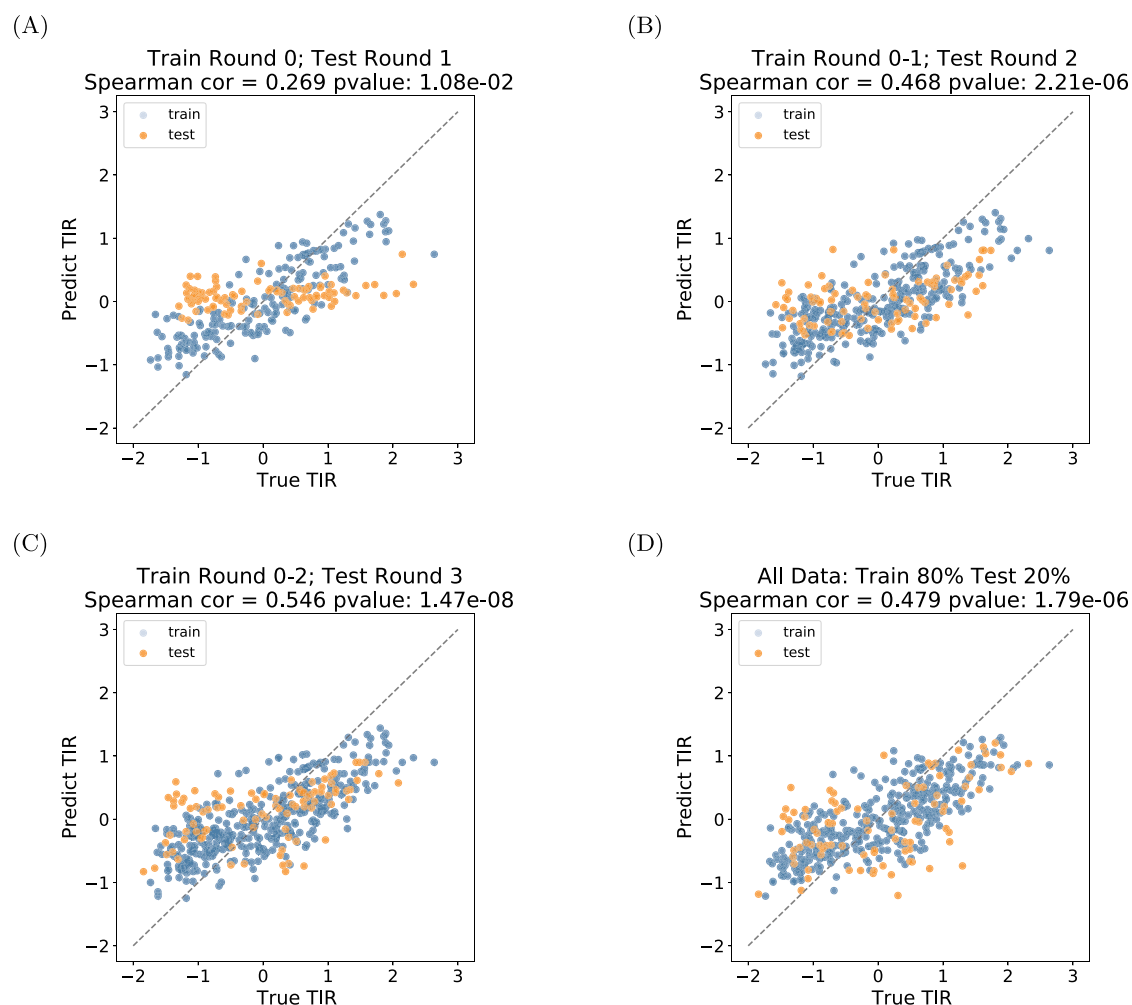 (A)
Train Round 0; Test Round 1
Spearman cor = 0.269 pvalue: 1.08e-02
train
test
3
2
1
0
−1
−2
Predict TIR
−2 −1 0 1 2 3
True TIR
(B)
Train Round 0-1; Test Round 2
Spearman cor = 0.468 pvalue: 2.21e-06
train
test
3
2
1
0
−1
−2
Predict TIR
−2 −1 0 1 2 3
True TIR
(C)
Train Round 0-2; Test Round 3
Spearman cor = 0.546 pvalue: 1.47e-08
train
test
3
2
1
0
−1
−2
Predict TIR
−2 −1 0 1 2 3
True TIR
(D)
All Data: Train 80% Test 20%
Spearman cor = 0.479 pvalue: 1.79e-06
train
test
3
2
1
0
−1
−2
Predict TIR
−2 −1 0 1 2 3
True TIR